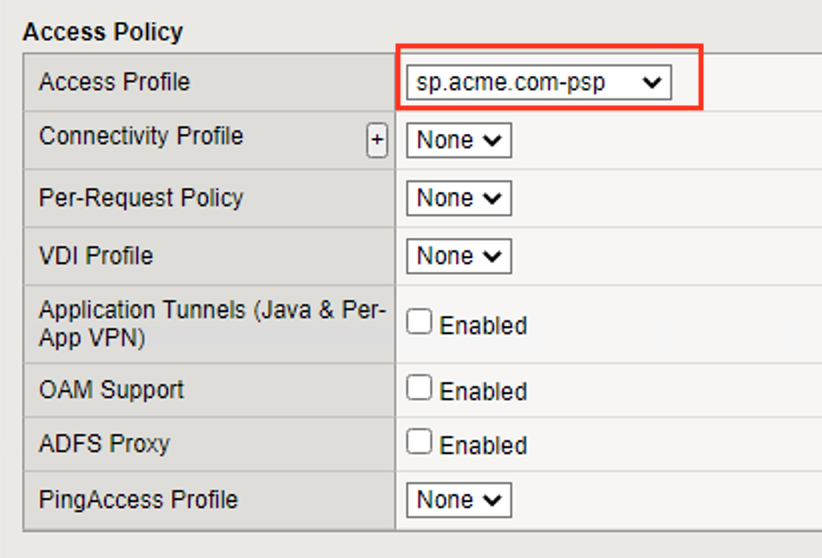 Access Policy
Access Profile sp.acme.com-psp
Connectivity Profile + None
Per-Request Policy None
VDI Profile None
Application Tunnels (Java & Per-
App VPN) Enabled
OAM Support Enabled
ADFS Proxy Enabled
PingAccess Profile None